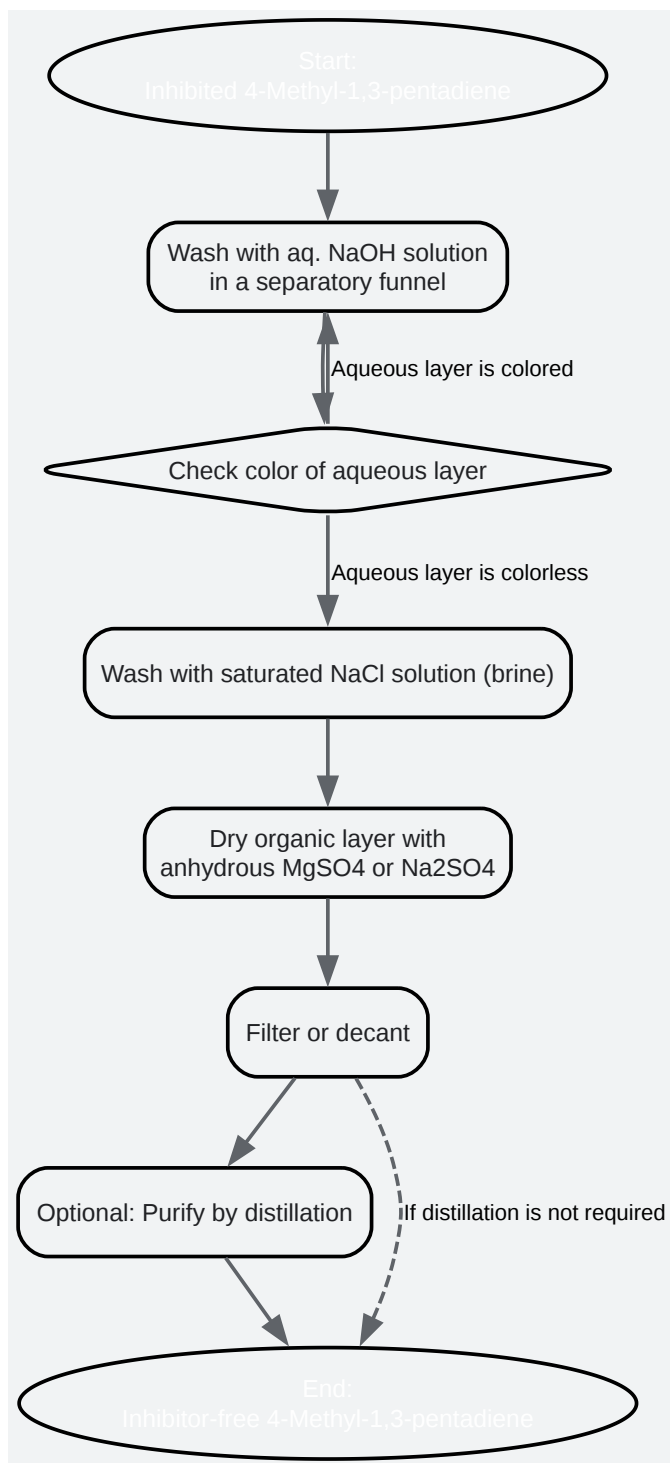 Start:
Inhibited 4-Methyl-1,3-pentadiene
Wash with aq. NaOH solution
in a separatory funnel
Aqueous layer is colored
Check color of aqueous layer
Aqueous layer is colorless
Wash with saturated NaCl solution (brine)
Dry organic layer with
anhydrous MgSO4 or Na2SO4
Filter or decant
Optional: Purify by distillation
If distillation is not required
End:
Inhibitor-free 4-Methyl-1,3-pentadiene